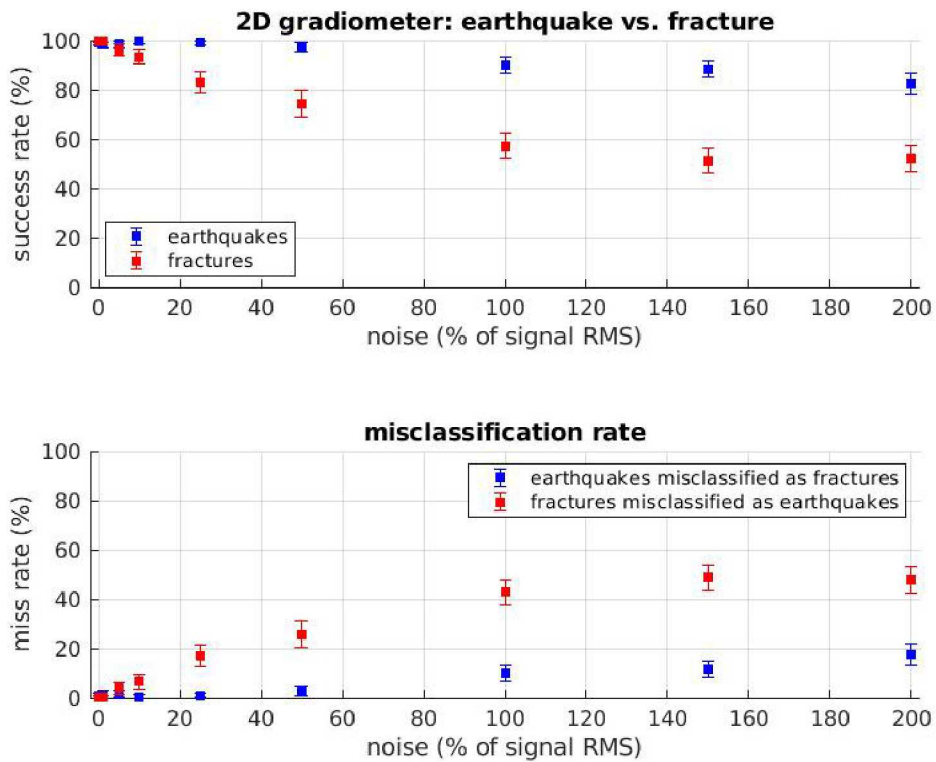 2D gradiometer: earthquake vs. fracture
100
80
60
40
20
0
success rate (%)
earthquakes
fractures
0 20 40 60 80 100 120 140 160 180 200
noise (% of signal RMS)
misclassification rate
100
80
60
40
20
0
miss rate (%)
earthquakes misclassified as fractures
fractures misclassified as earthquakes
0 20 40 60 80 100 120 140 160 180 200
noise (% of signal RMS)